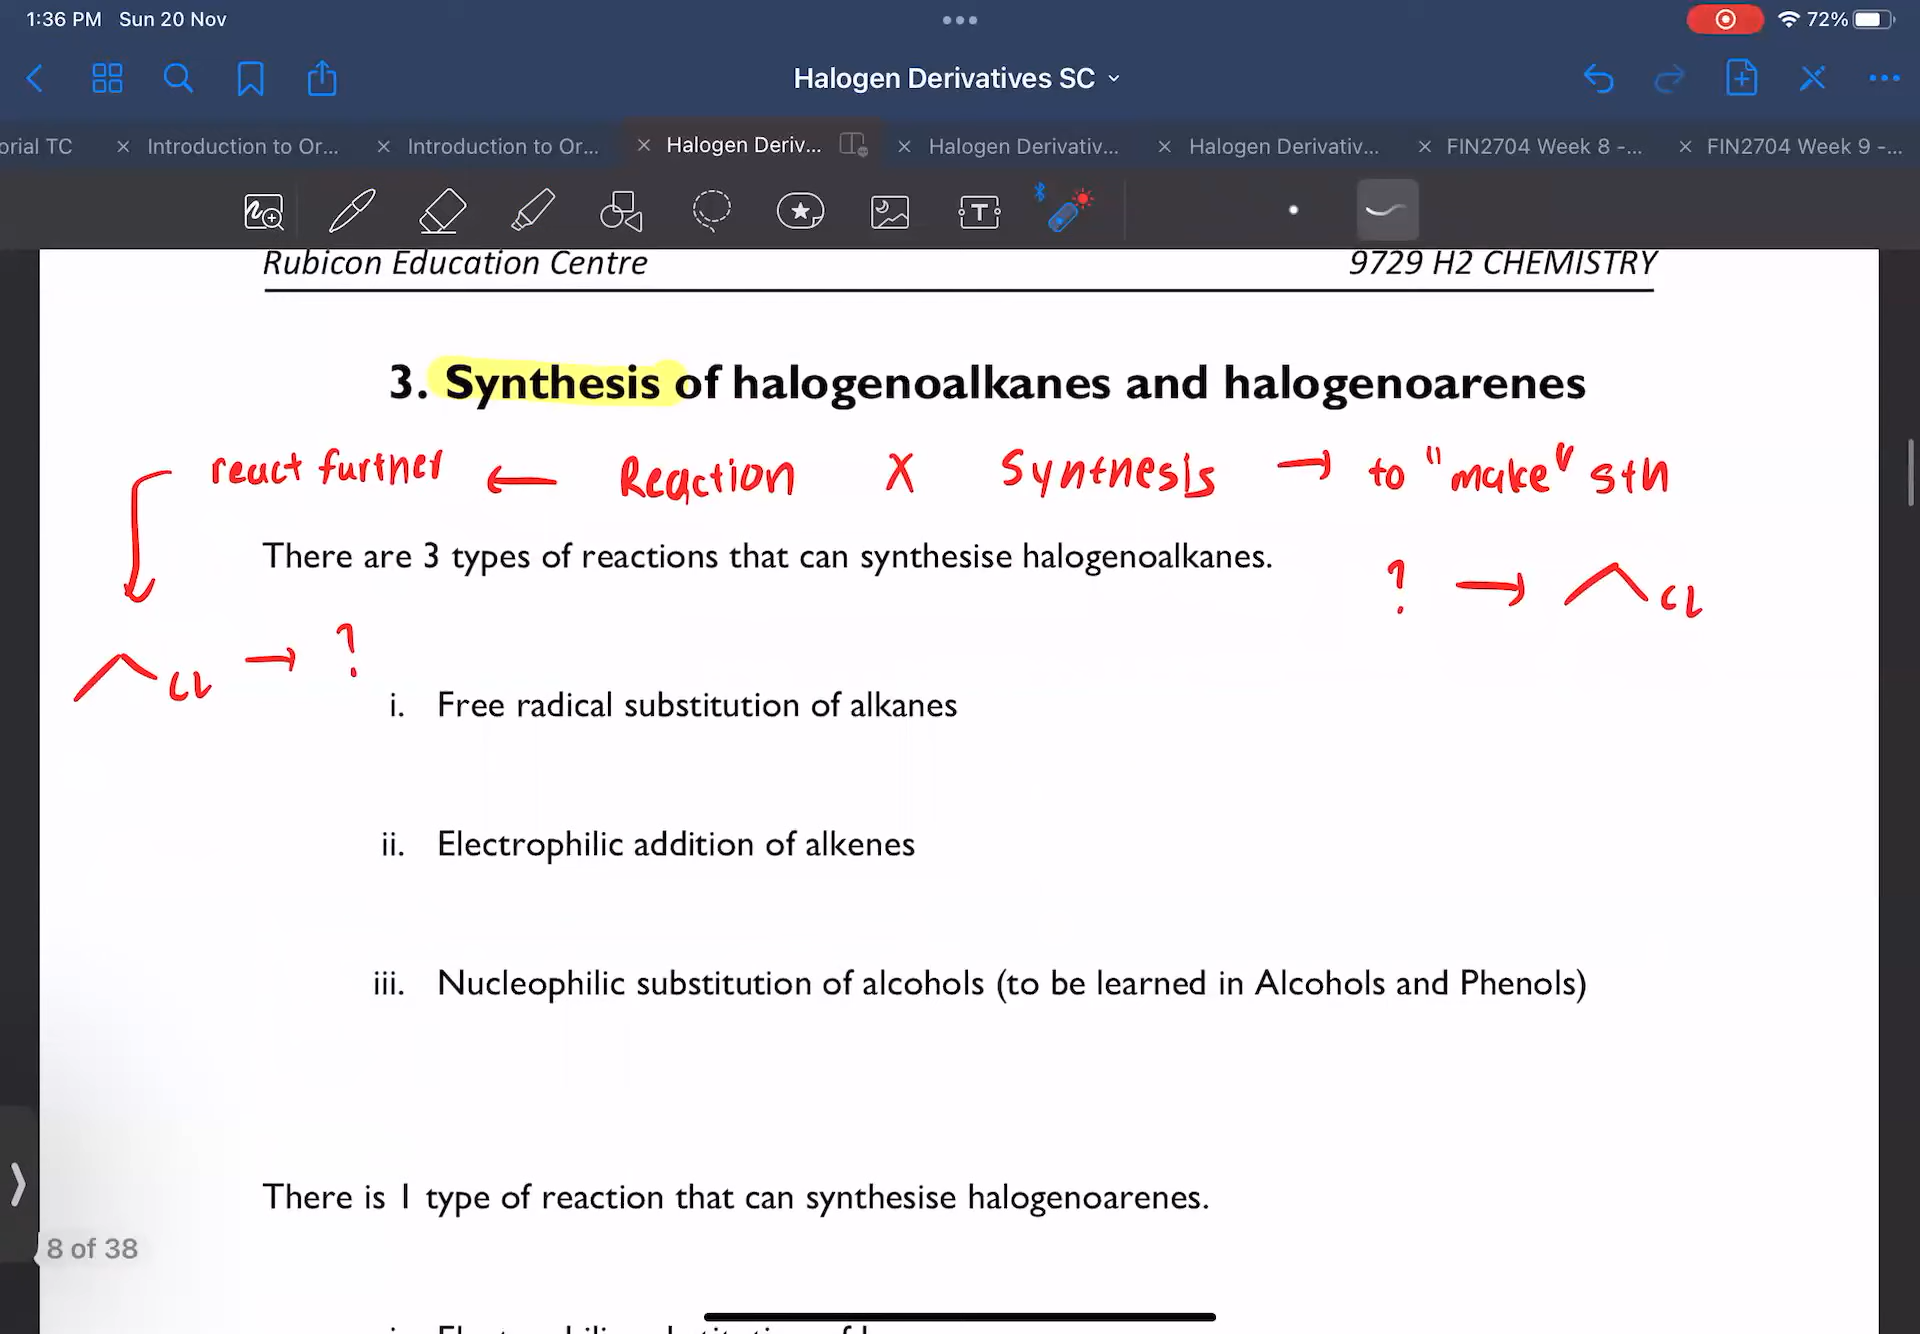 1:36 PM Sun 20 Nov
72%
Halogen Derivatives SC
orial TC
Introduction to Or...
Introduction to Or...
Halogen Deriv...
Halogen Derivativ...
Halogen Derivativ...
FIN2704 Week 8 -...
FIN2704 Week 9 -...
Rubicon Education Centre 9729 H2 CHEMISTRY
3. Synthesis of halogenoalkanes and halogenoarenes
react further ← Reaction X Synthesis → to "make" sth
There are 3 types of reactions that can synthesise halogenoalkanes.
? → Cl
Cl → ?
i. Free radical substitution of alkanes
ii. Electrophilic addition of alkenes
iii. Nucleophilic substitution of alcohols (to be learned in Alcohols and Phenols)
There is 1 type of reaction that can synthesise halogenoarenes.
8 of 38